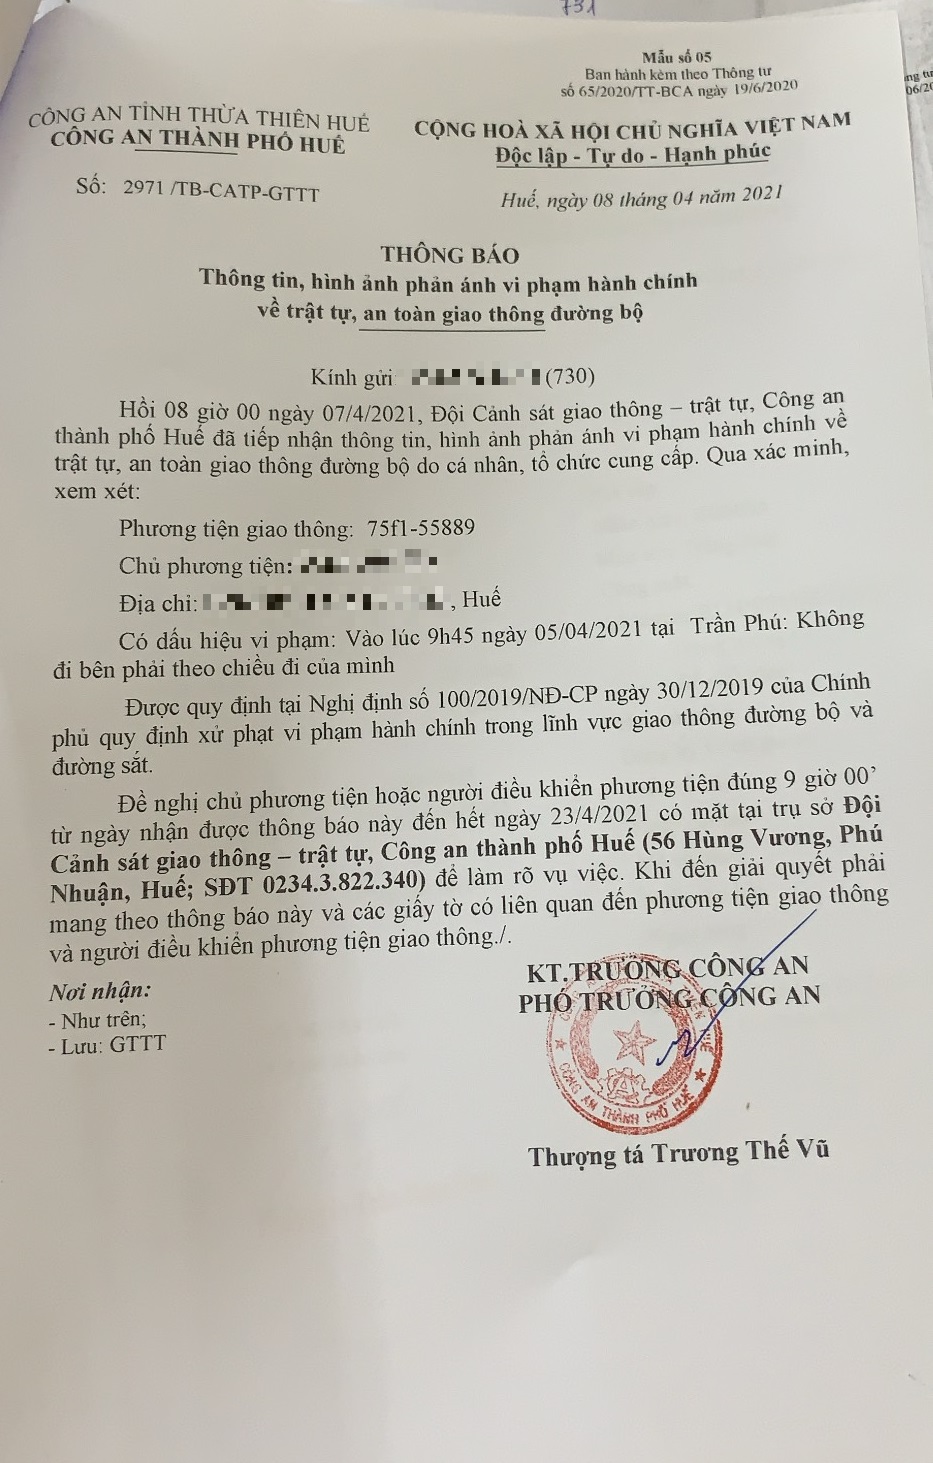 731
Mẫu số 05
Ban hành kèm theo Thông tư
số 65/2020/TT-BCA ngày 19/6/2020
CÔNG AN TỈNH THỪA THIÊN HUẾ
CÔNG AN THÀNH PHỐ HUẾ
CỘNG HOÀ XÃ HỘI CHỦ NGHĨA VIỆT NAM
Độc lập - Tự do - Hạnh phúc
Số: 2971 /TB-CATP-GTTT
Huế, ngày 08 tháng 04 năm 2021
THÔNG BÁO
Thông tin, hình ảnh phản ánh vi phạm hành chính
về trật tự, an toàn giao thông đường bộ
Kính gửi (730)
Hồi 08 giờ 00 ngày 07/4/2021, Đội Cảnh sát giao thông – trật tự, Công an
thành phố Huế đã tiếp nhận thông tin, hình ảnh phản ánh vi phạm hành chính về
trật tự, an toàn giao thông đường bộ do cá nhân, tổ chức cung cấp. Qua xác minh,
xem xét:
Phương tiện giao thông: 75f1-55889
Chủ phương tiện:
Địa chỉ: , Huế
Có dấu hiệu vi phạm: Vào lúc 9h45 ngày 05/04/2021 tại Trần Phú: Không
đi bên phải theo chiều đi của mình
Được quy định tại Nghị định số 100/2019/NĐ-CP ngày 30/12/2019 của Chính
phủ quy định xử phạt vi phạm hành chính trong lĩnh vực giao thông đường bộ và
đường sắt.
Đề nghị chủ phương tiện hoặc người điều khiển phương tiện đúng 9 giờ 00’
từ ngày nhận được thông báo này đến hết ngày 23/4/2021 có mặt tại trụ sở Đội
Cảnh sát giao thông – trật tự, Công an thành phố Huế (56 Hùng Vương, Phú
Nhuận, Huế; SĐT 0234.3.822.340) để làm rõ vụ việc. Khi đến giải quyết phải
mang theo thông báo này và các giấy tờ có liên quan đến phương tiện giao thông
và người điều khiển phương tiện giao thông./.
KT.TRƯỞNG CÔNG AN
PHÓ TRƯỞNG CÔNG AN
Nơi nhận:
- Như trên;
- Lưu: GTTT
CÔNG AN THÀNH PHỐ HUẾ
Thượng tá Trương Thế Vũ